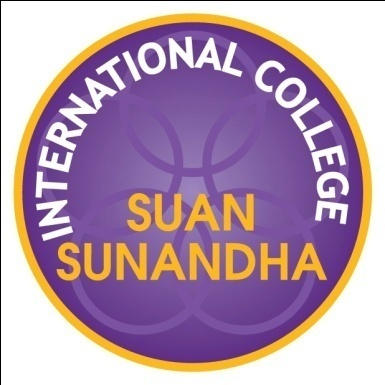 INTERNATIONAL COLLEGE
SUAN
SUNANDHA